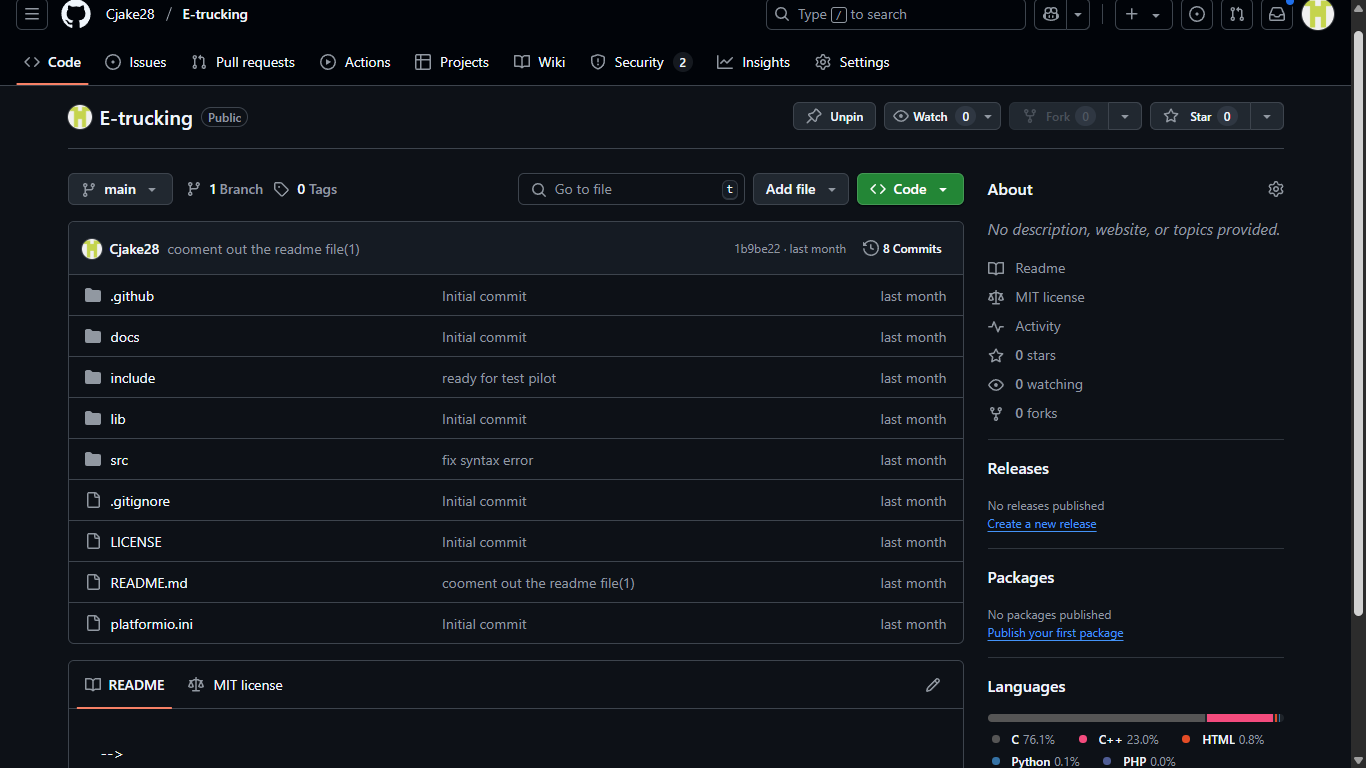 Cjake28 / E-trucking
Type / to search
Code Issues Pull requests Actions Projects Wiki Security 2 Insights Settings
E-trucking Public
Unpin Watch 0 Fork 0 Star 0
main 1 Branch 0 Tags
Go to file t Add file Code
Cjake28 cooment out the readme file(1) 1b9be22 · last month 8 Commits
.github Initial commit last month
docs Initial commit last month
include ready for test pilot last month
lib Initial commit last month
src fix syntax error last month
.gitignore Initial commit last month
LICENSE Initial commit last month
README.md cooment out the readme file(1) last month
platformio.ini Initial commit last month
README MIT license
-->
About
No description, website, or topics provided.
Readme
MIT license
Activity
0 stars
0 watching
0 forks
Releases
No releases published
Create a new release
Packages
No packages published
Publish your first package
Languages
C 76.1% C++ 23.0% HTML 0.8%
Python 0.1% PHP 0.0%